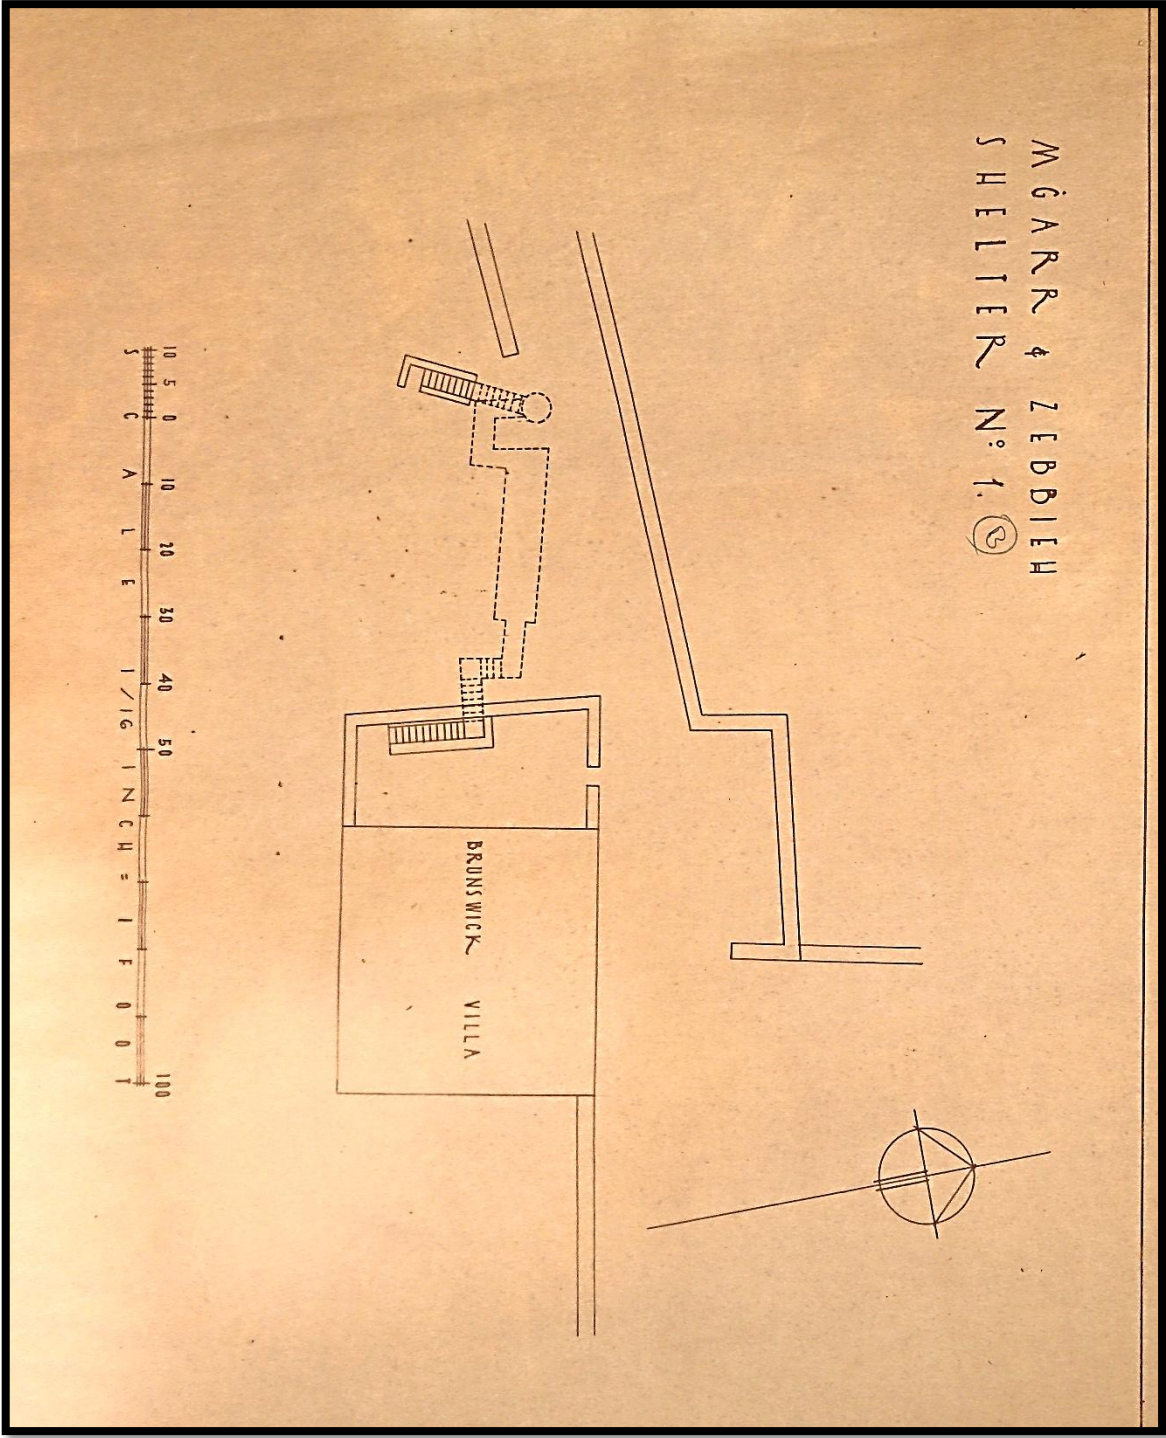 MĠARR & ZEBBIEH
SHELTER Nº 1. B
BRUNSWICK VILLA
10 5 0 10 20 30 40 50 100
SCALE 1/16 INCH = 1 FOOT